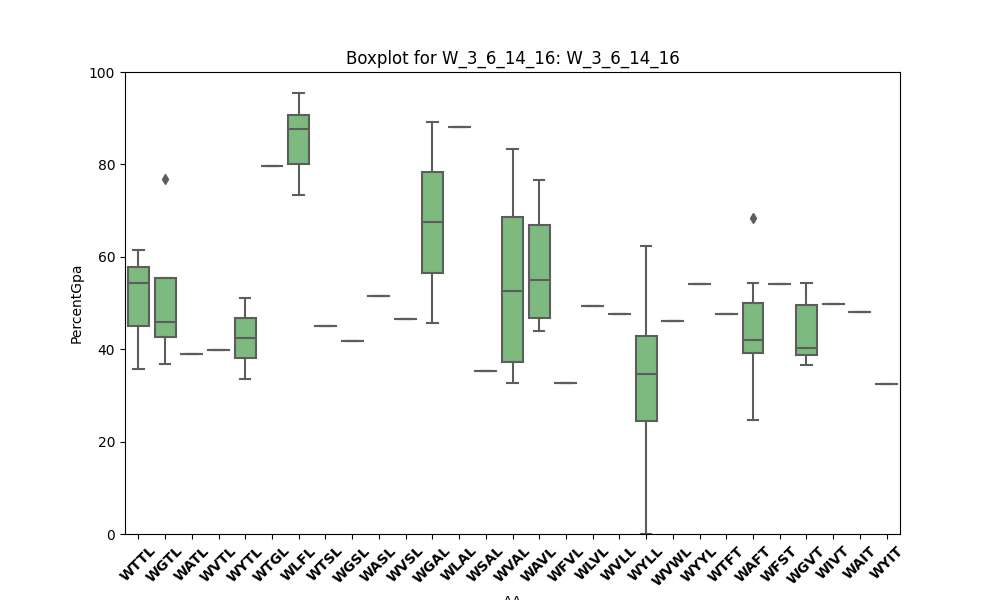 Boxplot for W_3_6_14_16: W_3_6_14_16
100
80
60
40
20
0
PercentGpa
WTTL WGTL WATL WVTL WYTL WTGL WLFL WTSL WGSL WASL WVSL WGAL WLAL WSAL WVAL WAVL WFVL WLVL WVLL WYLL WVWL WYYL WTFT WAFT WFST WGVT WIVT WAIT WYIT
AA